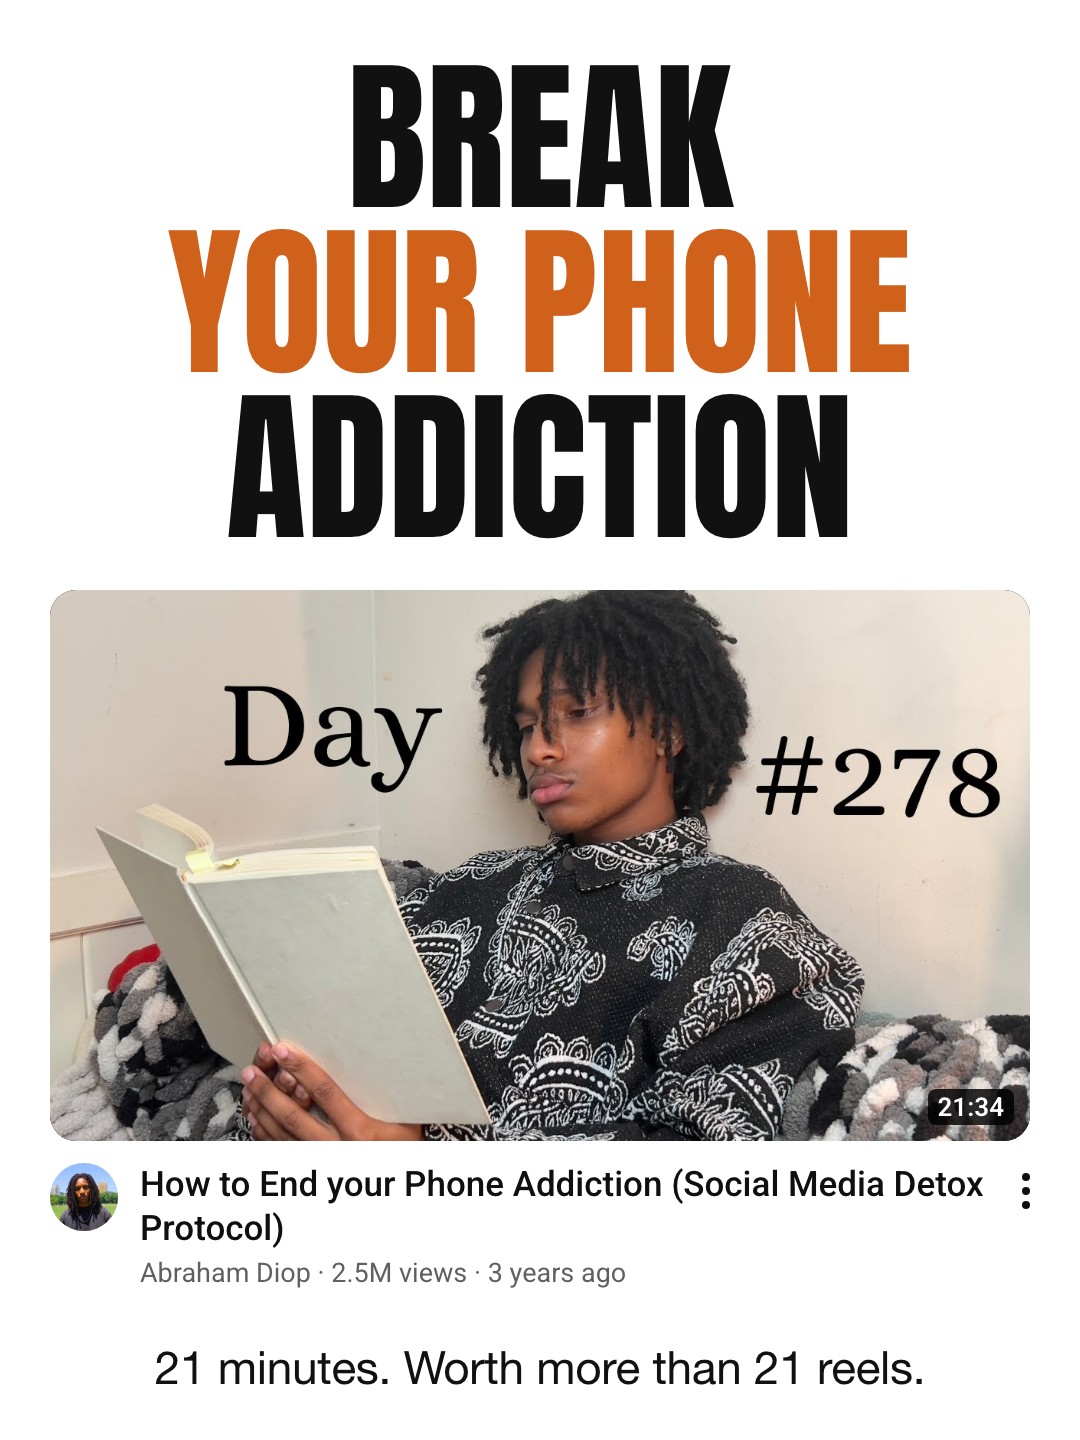 BREAK
YOUR PHONE
ADDICTION
Day
#278
21:34
How to End your Phone Addiction (Social Media Detox
Protocol)
Abraham Diop · 2.5M views · 3 years ago
21 minutes. Worth more than 21 reels.